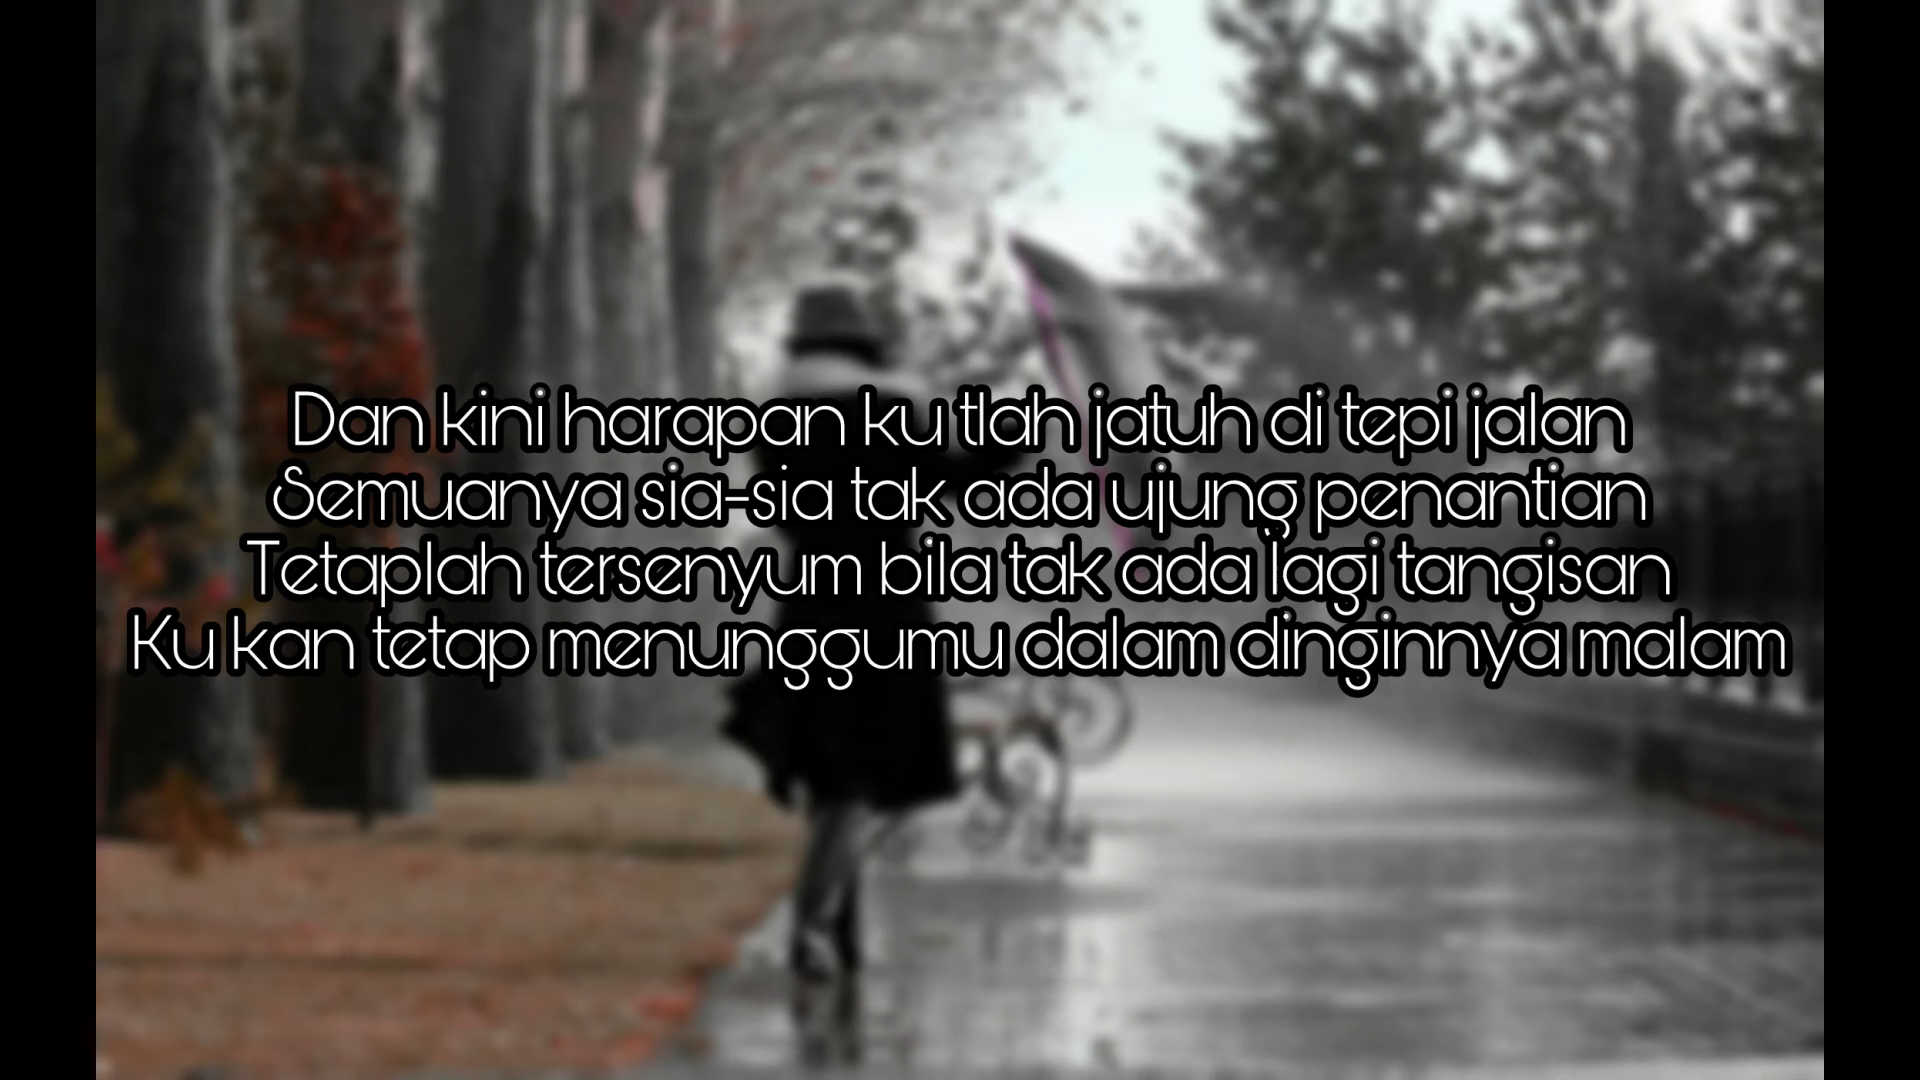 Dan kini harapan ku tlah jatuh di tepi jalan
Semuanya sia-sia tak ada ujung penantian
Tetaplah tersenyum bila tak ada lagi tangisan
Ku kan tetap menunggumu dalam dinginnya malam